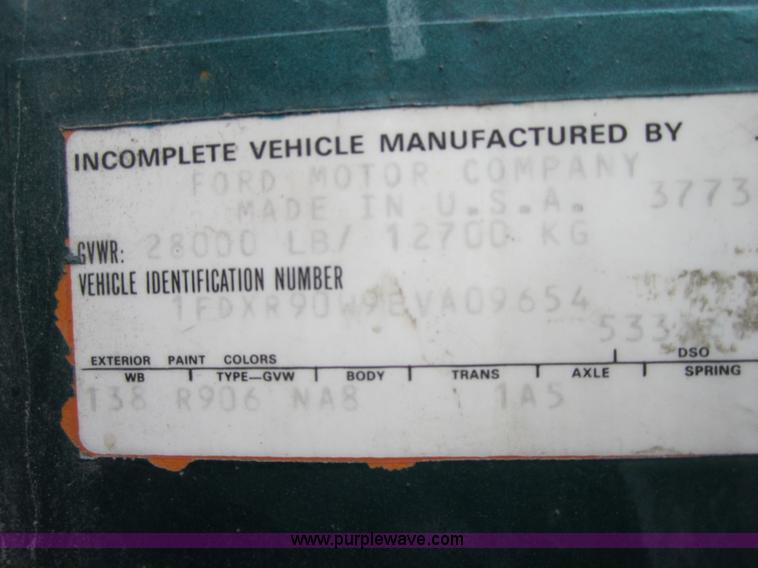 INCOMPLETE VEHICLE MANUFACTURED BY
FORD MOTOR COMPANY
MADE IN U.S.A. 3773
GVWR: 28000 LB/ 12700 KG
VEHICLE IDENTIFICATION NUMBER
1FDXR90W9EVA09654
EXTERIOR PAINT COLORS DSO
WB TYPE—GVW BODY TRANS AXLE SPRING
138 R906 NA8 1A5
www.purplewave.com